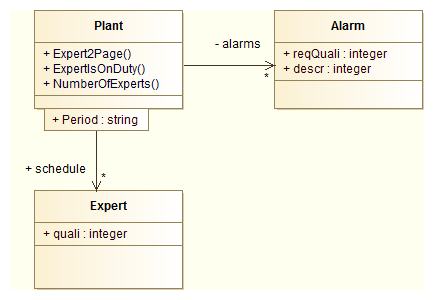 Plant
+ Expert2Page()
+ ExpertIsOnDuty()
+ NumberOfExperts()
- alarms
*
Alarm
+ reqQuali : integer
+ descr : integer
+ Period : string
+ schedule
*
Expert
+ quali : integer